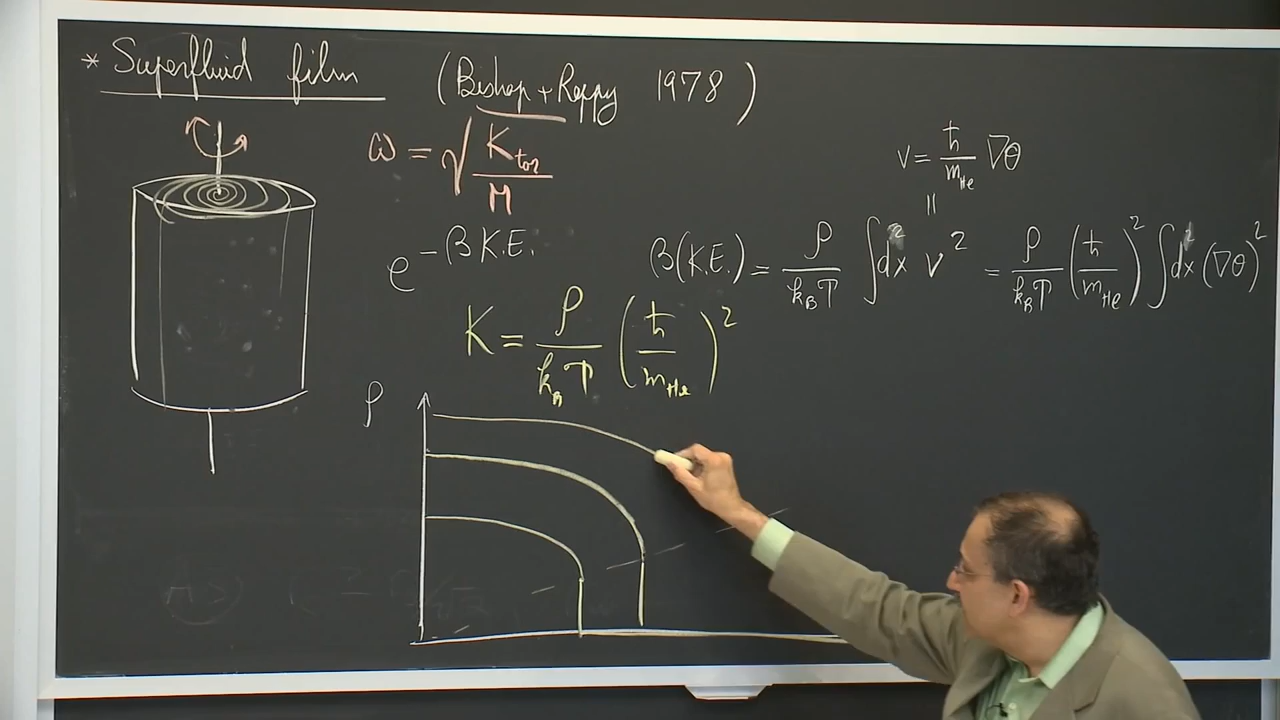 * Superfluid film (Bishop + Reppy 1978)
ω = √(K_tor / M)
v = ħ/m_He ∇θ
e^{-β K.E.}
β(K.E.) = ρ/(k_B T) ∫d²x v² = ρ/(k_B T) (ħ/m_He)² ∫d²x (∇θ)²
K = ρ/(k_B T) (ħ/m_He)²
ρ